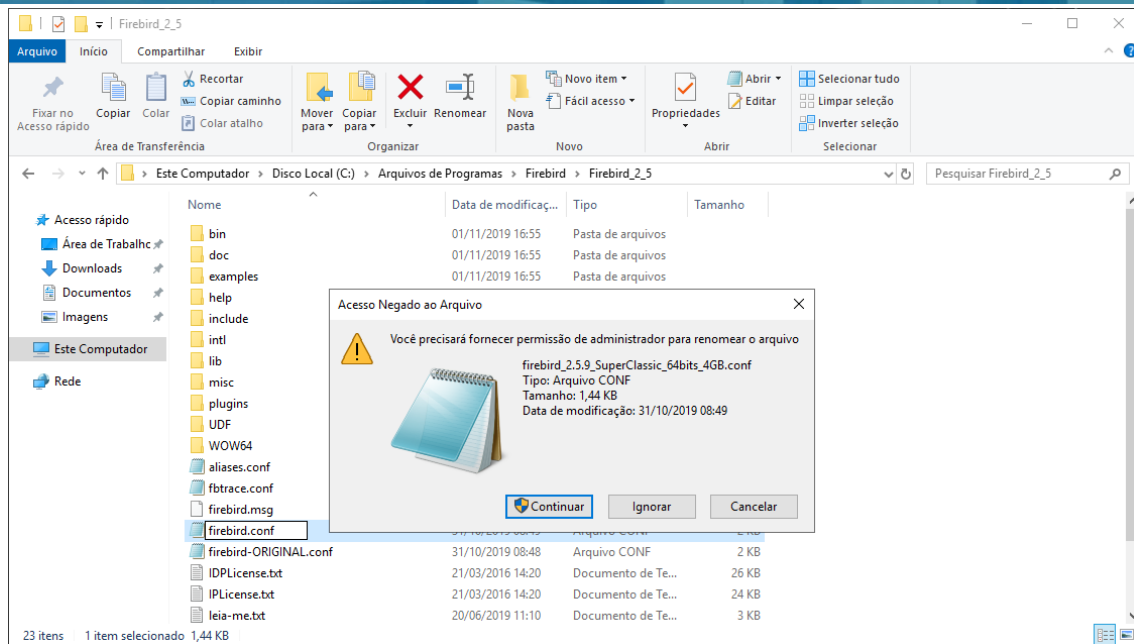 Firebird_2_5
Arquivo Início Compartilhar Exibir
Fixar no Acesso rápido
Copiar
Colar
Recortar
Copiar caminho
Colar atalho
Mover para
Copiar para
Excluir
Renomear
Nova pasta
Novo item
Fácil acesso
Propriedades
Abrir
Editar
Selecionar tudo
Limpar seleção
Inverter seleção
Área de Transferência Organizar Novo Abrir Selecionar
Este Computador > Disco Local (C:) > Arquivos de Programas > Firebird > Firebird_2_5
Pesquisar Firebird_2_5
Acesso rápido
Área de Trabalhc
Downloads
Documentos
Imagens
Este Computador
Rede
Nome Data de modificaç... Tipo Tamanho
bin 01/11/2019 16:55 Pasta de arquivos
doc 01/11/2019 16:55 Pasta de arquivos
examples 01/11/2019 16:55 Pasta de arquivos
help
include
intl
lib
misc
plugins
UDF
WOW64
aliases.conf
fbtrace.conf
firebird.msg
firebird.conf
firebird-ORIGINAL.conf 31/10/2019 08:48 Arquivo CONF 2 KB
IDPLicense.txt 21/03/2016 14:20 Documento de Te... 26 KB
IPLicense.txt 21/03/2016 14:20 Documento de Te... 24 KB
leia-me.txt 20/06/2019 11:10 Documento de Te... 3 KB
Acesso Negado ao Arquivo
Você precisará fornecer permissão de administrador para renomear o arquivo
firebird_2.5.9_SuperClassic_64bits_4GB.conf
Tipo: Arquivo CONF
Tamanho: 1,44 KB
Data de modificação: 31/10/2019 08:49
Continuar Ignorar Cancelar
23 itens 1 item selecionado 1,44 KB